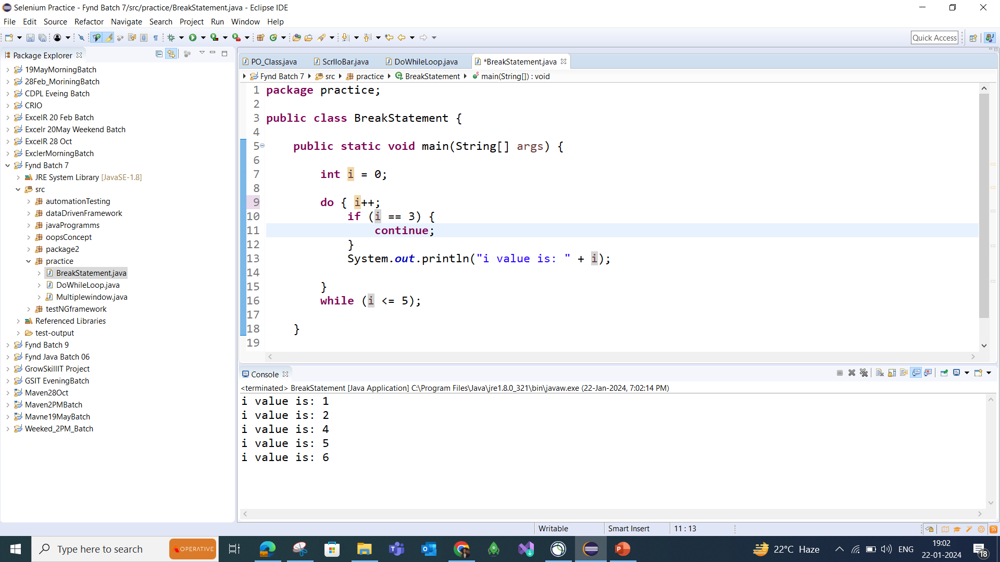 Selenium Practice - Fynd Batch 7/src/practice/BreakStatement.java - Eclipse IDE
File Edit Source Refactor Navigate Search Project Run Window Help
Quick Access
Package Explorer
19MayMorningBatch
28Feb_MoriningBatch
CDPL Eveing Batch
CRIO
ExcelR 20 Feb Batch
Excelr 20May Weekend Batch
ExcelR 28 Oct
ExclerMorningBatch
Fynd Batch 7
JRE System Library [JavaSE-1.8]
src
automationTesting
dataDrivenFramework
javaProgramms
oopsConcept
package2
practice
BreakStatement.java
DoWhileLoop.java
Multiplewindow.java
testNGframework
Referenced Libraries
test-output
Fynd Batch 9
Fynd Java Batch 06
GrowSkillIT Project
GSIT EveningBatch
Maven28Oct
Maven2PMBatch
Mavne19MayBatch
Weeked_2PM_Batch
PO_Class.java ScrlloBar.java DoWhileLoop.java *BreakStatement.java
Fynd Batch 7 src practice BreakStatement main(String[]) : void
1 package practice;
2
3 public class BreakStatement {
4
5 public static void main(String[] args) {
6
7 int i = 0;
8
9 do { i++;
10 if (i == 3) {
11 continue;
12 }
13 System.out.println("i value is: " + i);
14
15 }
16 while (i <= 5);
17
18 }
19
Console
<terminated> BreakStatement [Java Application] C:\Program Files\Java\jre1.8.0_321\bin\javaw.exe (22-Jan-2024, 7:02:14 PM)
i value is: 1
i value is: 2
i value is: 4
i value is: 5
i value is: 6
Writable Smart Insert 11 : 13
Type here to search
OPERATIVE
22°C Haze
ENG
19:02
22-01-2024
18